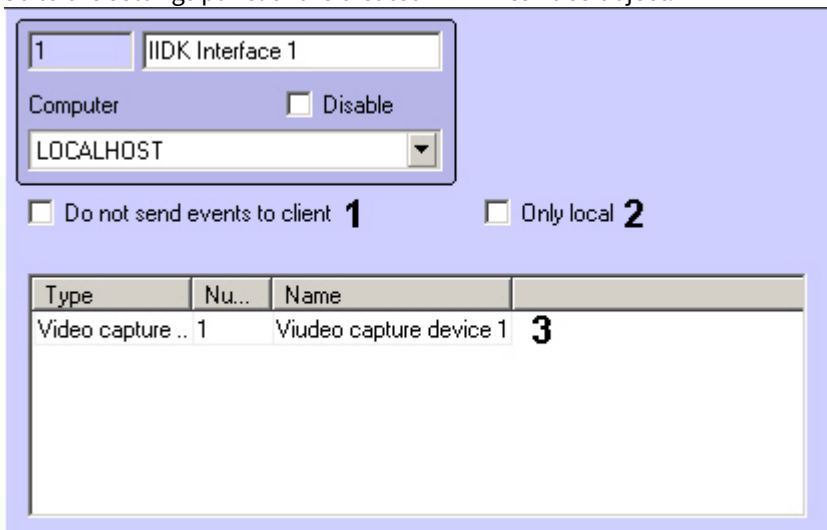 1 IIDK Interface 1
Computer Disable
LOCALHOST
Do not send events to client 1 Only local 2
Type Nu... Name
Video capture .. 1 Viudeo capture device 1 3